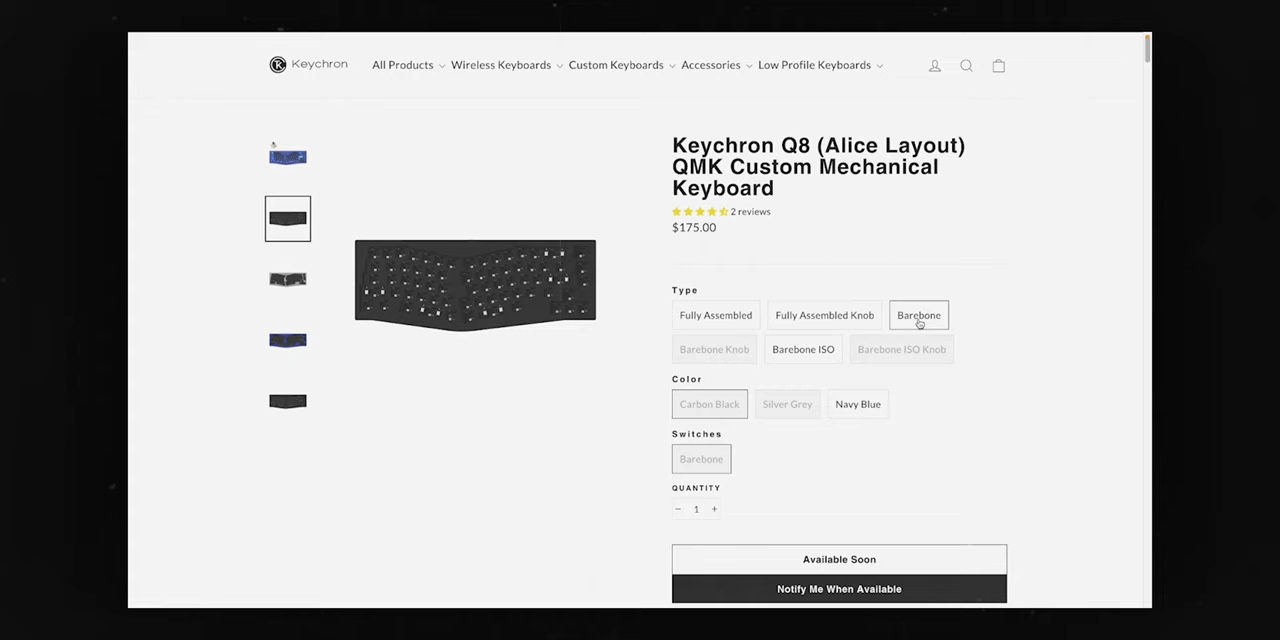 Keychron
All Products
Wireless Keyboards
Custom Keyboards
Accessories
Low Profile Keyboards
Keychron Q8 (Alice Layout)
QMK Custom Mechanical
Keyboard
2 reviews
$175.00
Type
Fully Assembled
Fully Assembled Knob
Barebone
Barebone Knob
Barebone ISO
Barebone ISO Knob
Color
Carbon Black
Silver Grey
Navy Blue
Switches
Barebone
QUANTITY
− 1 +
Available Soon
Notify Me When Available